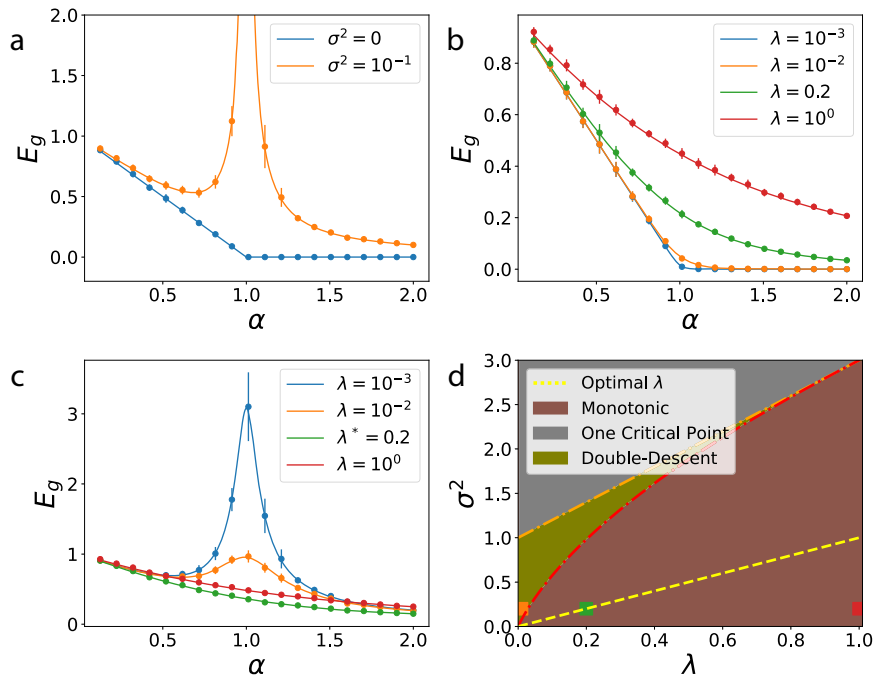 a
σ² = 0
σ² = 10⁻¹
E_g
2.0
1.5
1.0
0.5
0.0
0.5
1.0
1.5
2.0
α
b
λ = 10⁻³
λ = 10⁻²
λ = 0.2
λ = 10⁰
E_g
0.8
0.6
0.4
0.2
0.0
0.5
1.0
1.5
2.0
α
c
λ = 10⁻³
λ = 10⁻²
λ* = 0.2
λ = 10⁰
E_g
3
2
1
0
0.5
1.0
1.5
2.0
α
d
Optimal λ
Monotonic
One Critical Point
Double-Descent
σ²
3.0
2.5
2.0
1.5
1.0
0.5
0.0
0.0
0.2
0.4
0.6
0.8
1.0
λ